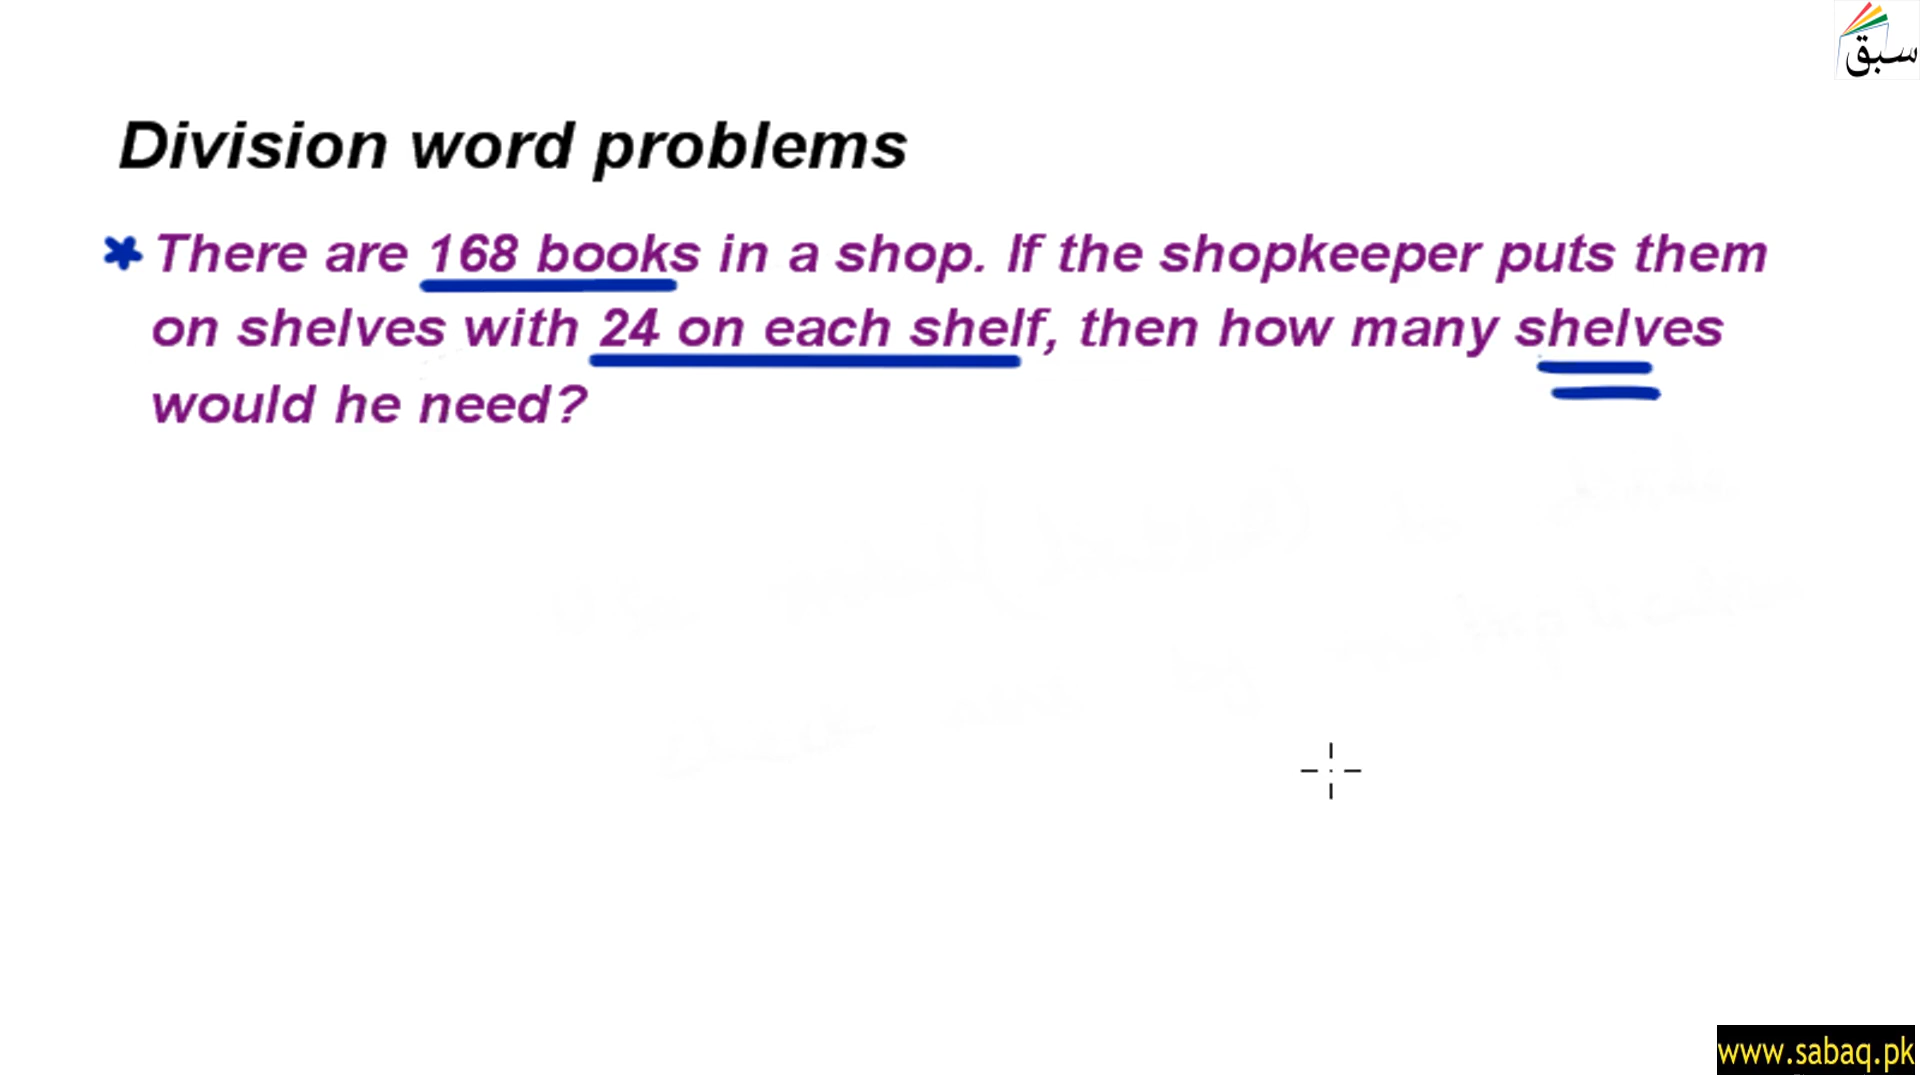 سبق
Division word problems
* There are 168 books in a shop. If the shopkeeper puts them
on shelves with 24 on each shelf, then how many shelves
would he need?
www.sabaq.pk